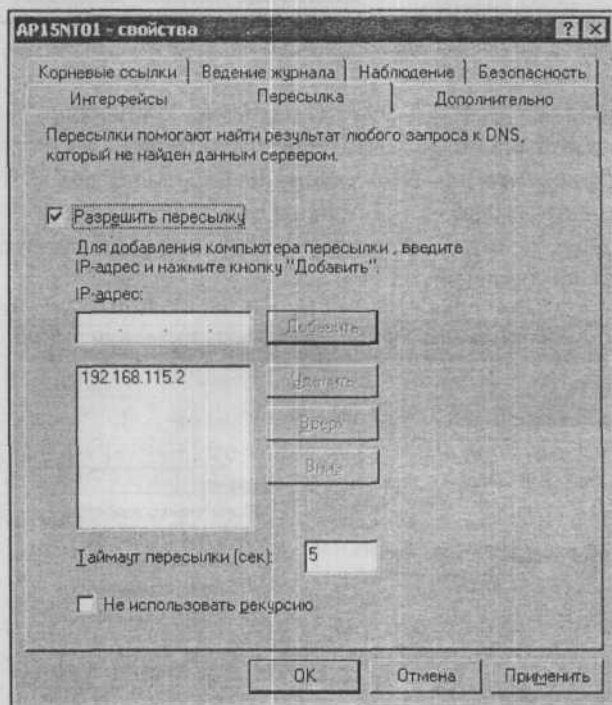 AP15NT01 - свойства
? X
Корневые ссылки Ведение журнала Наблюдение Безопасность
Интерфейсы Пересылка Дополнительно
Пересылки помогают найти результат любого запроса к DNS,
который не найден данным сервером.
Разрешить пересылку
Для добавления компьютера пересылки , введите
IP-адрес и нажмите кнопку "Добавить".
IP-адрес:
. . .
Добавить
192.168.115.2
Удалить
Вверх
Вниз
Таймаут пересылки (сек):
5
Не использовать рекурсию
OK Отмена Применить